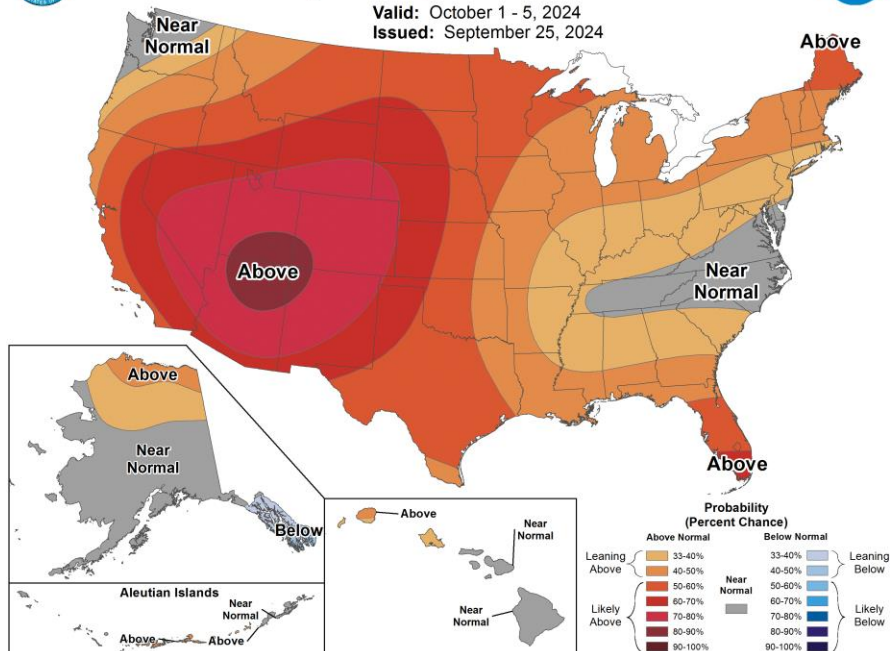 Valid: October 1 - 5, 2024
Issued: September 25, 2024
Near
Normal
Above
Above
Near
Normal
Above
Above
Near
Normal
Below
Aleutian Islands
Near
Normal
Above
Above
Above
Near
Normal
Near
Normal
Probability
(Percent Chance)
Above Normal
Below Normal
Leaning
Above
33-40%
40-50%
Likely
Above
50-60%
60-70%
70-80%
80-90%
90-100%
Near
Normal
33-40%
40-50%
Leaning
Below
50-60%
60-70%
70-80%
80-90%
90-100%
Likely
Below